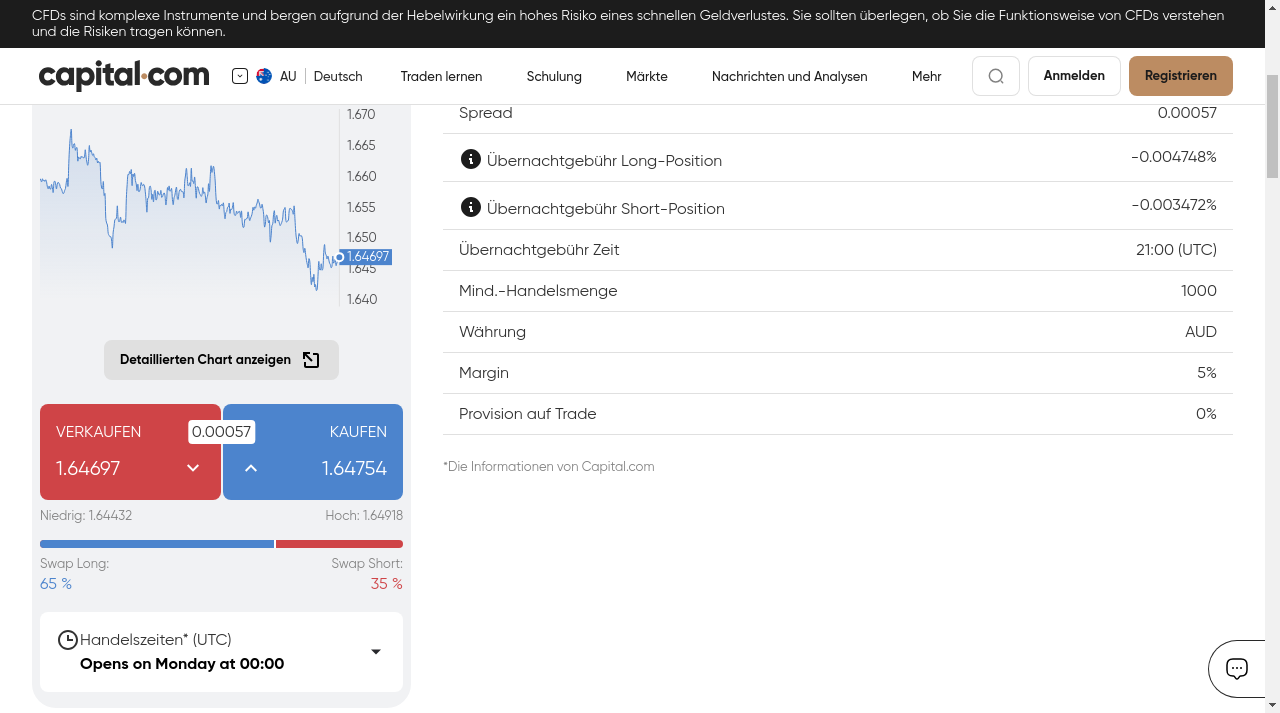 CFDs sind komplexe Instrumente und bergen aufgrund der Hebelwirkung ein hohes Risiko eines schnellen Geldverlustes. Sie sollten überlegen, ob Sie die Funktionsweise von CFDs verstehen
und die Risiken tragen können.
capital.com AU Deutsch Traden lernen Schulung Märkte Nachrichten und Analysen Mehr Anmelden Registrieren
1.670
1.665
1.660
1.655
1.650
1.64697
1.645
1.640
Detaillierten Chart anzeigen
VERKAUFEN 0.00057 KAUFEN
1.64697 1.64754
Niedrig: 1.64432 Hoch: 1.64918
Swap Long: Swap Short:
65 % 35 %
Handelszeiten* (UTC)
Opens on Monday at 00:00
Spread 0.00057
Übernachtgebühr Long-Position -0.004748%
Übernachtgebühr Short-Position -0.003472%
Übernachtgebühr Zeit 21:00 (UTC)
Mind.-Handelsmenge 1000
Währung AUD
Margin 5%
Provision auf Trade 0%
*Die Informationen von Capital.com